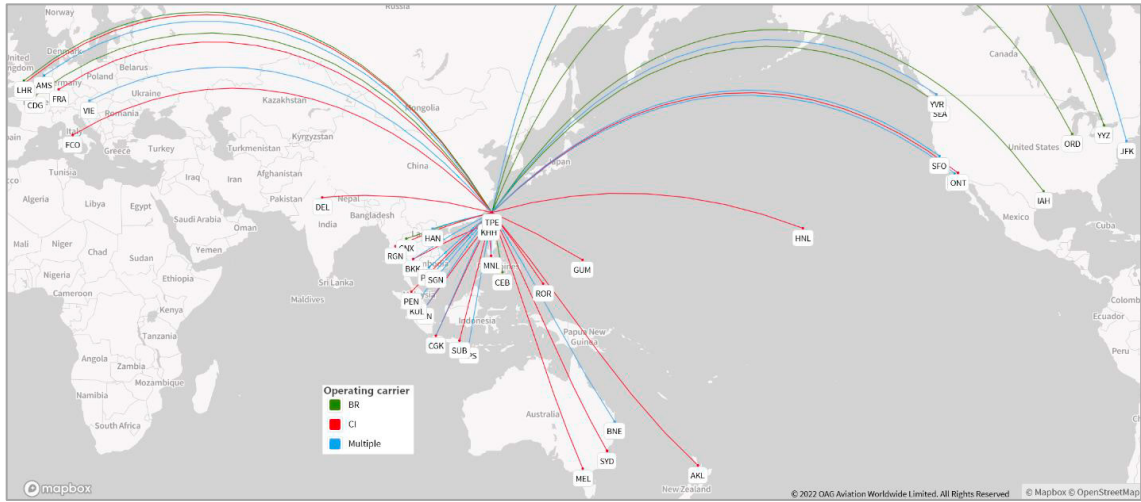 Norway
Russia
Denmark
United
Kingdom
Belarus
Poland
Germany
Ukraine
Romania
Italy
Greece
Turkey
Tunisia
Kazakhstan
Mongolia
Kyrgyzstan
Turkmenistan
Afghanistan
Iraq
Iran
China
Japan
Algeria
Libya
Egypt
Saudi Arabia
Oman
Pakistan
Nepal
Bangladesh
India
Mali
Niger
Chad
Sudan
Yemen
Nigeria
Ethiopia
Cameroon
Sri Lanka
Maldives
Kenya
Tanzania
Angola
Zambia
Mozambique
Namibia
South Africa
Indonesia
Papua New
Guinea
Australia
New Zealand
Canada
United States
Mexico
Cuba
Colomb
Ecuador
Peru
LHR
AMS
CDG
FRA
VIE
FCO
DEL
TPE
KHH
HAN
CNX
RGN
BKK
SGN
MNL
CEB
PEN
KUL
CGK
SUB
PS
ROR
GUM
HNL
BNE
SYD
MEL
AKL
YVR
SEA
SFO
ONT
IAH
ORD
YYZ
JFK
Operating carrier
BR
CI
Multiple
mapbox
© 2022 OAG Aviation Worldwide Limited. All Rights Reserved
© Mapbox © OpenStreetMap